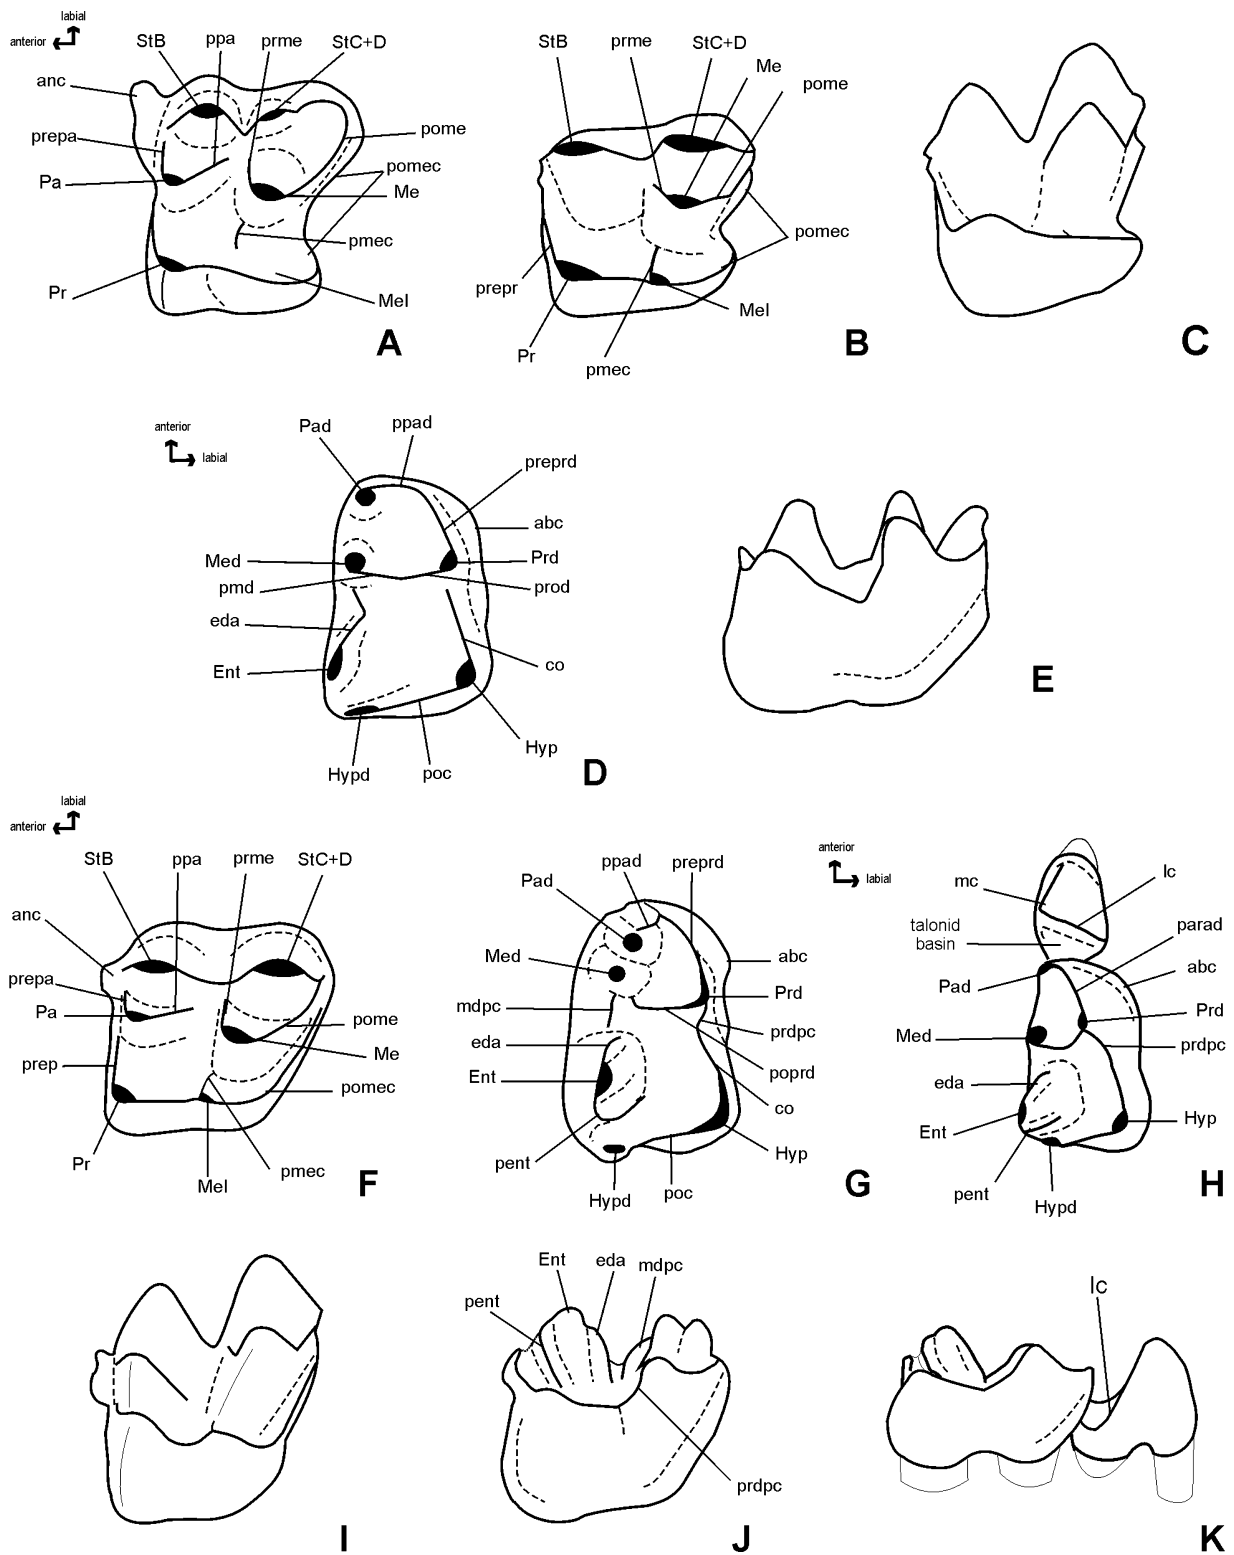 labial
anterior
StB
ppa
prme
StC+D
anc
prepa
Pa
pome
pomec
Me
pmec
Pr
Mel
A
StB
prme
StC+D
Me
pome
pomec
prepr
Mel
Pr
pmec
B
C
anterior
labial
Pad
ppad
preprd
abc
Med
Prd
pmd
prod
eda
Ent
co
Hyp
Hypd
poc
D
E
labial
anterior
StB
ppa
prme
StC+D
anc
prepa
Pa
pome
Me
prep
pomec
Pr
Mel
pmec
F
ppad
preprd
Pad
Med
abc
Prd
mdpc
prdpc
eda
poprd
Ent
co
pent
Hyp
Hypd
poc
G
anterior
labial
mc
lc
talonid
basin
parad
Pad
abc
Prd
Med
prdpc
eda
Ent
Hyp
pent
Hypd
H
I
Ent
eda
mdpc
pent
prdpc
J
lc
K